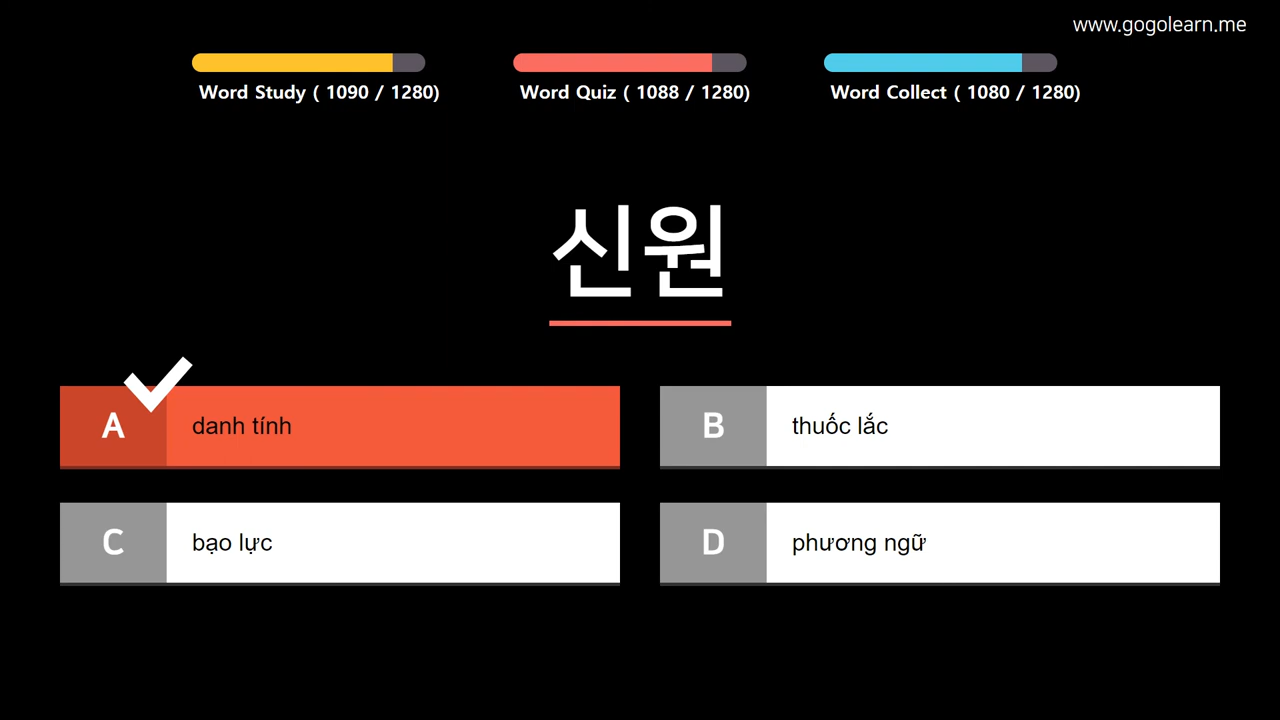 www.gogolearn.me
Word Study ( 1090 / 1280)
Word Quiz ( 1088 / 1280)
Word Collect ( 1080 / 1280)
신원
A danh tính
B thuốc lắc
C bạo lực
D phương ngữ